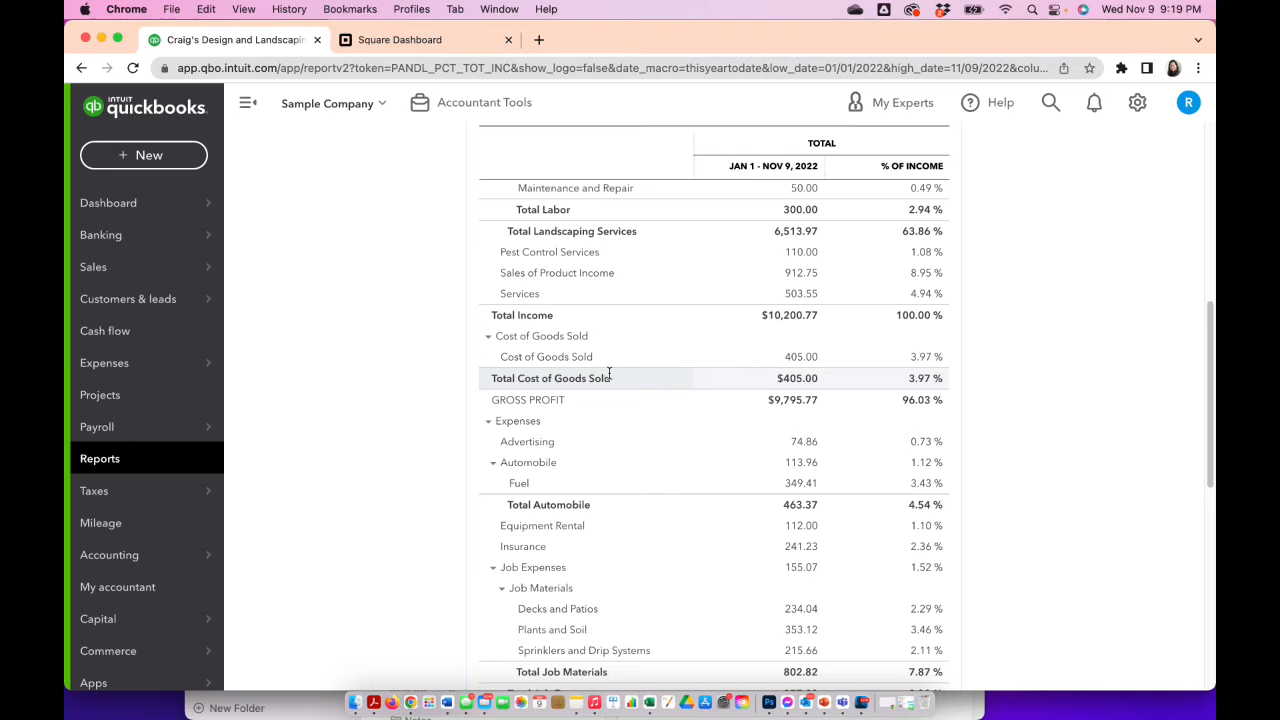 Chrome File Edit View History Bookmarks Profiles Tab Window Help Wed Nov 9 9:19 PM
Craig's Design and Landscapin Square Dashboard
app.qbo.intuit.com/app/reportv2?token=PANDL_PCT_TOT_INC&show_logo=false&date_macro=thisyeartodate&low_date=01/01/2022&high_date=11/09/2022&colu...
INTUIT
quickbooks.
Sample Company Accountant Tools My Experts Help R
+ New
Dashboard
Banking
Sales
Customers & leads
Cash flow
Expenses
Projects
Payroll
Reports
Taxes
Mileage
Accounting
My accountant
Capital
Commerce
Apps
TOTAL
JAN 1 - NOV 9, 2022 % OF INCOME
Maintenance and Repair 50.00 0.49 %
Total Labor 300.00 2.94 %
Total Landscaping Services 6,513.97 63.86 %
Pest Control Services 110.00 1.08 %
Sales of Product Income 912.75 8.95 %
Services 503.55 4.94 %
Total Income $10,200.77 100.00 %
Cost of Goods Sold
Cost of Goods Sold 405.00 3.97 %
Total Cost of Goods Sold $405.00 3.97 %
GROSS PROFIT $9,795.77 96.03 %
Expenses
Advertising 74.86 0.73 %
Automobile 113.96 1.12 %
Fuel 349.41 3.43 %
Total Automobile 463.37 4.54 %
Equipment Rental 112.00 1.10 %
Insurance 241.23 2.36 %
Job Expenses 155.07 1.52 %
Job Materials
Decks and Patios 234.04 2.29 %
Plants and Soil 353.12 3.46 %
Sprinklers and Drip Systems 215.66 2.11 %
Total Job Materials 802.82 7.87 %
New Folder